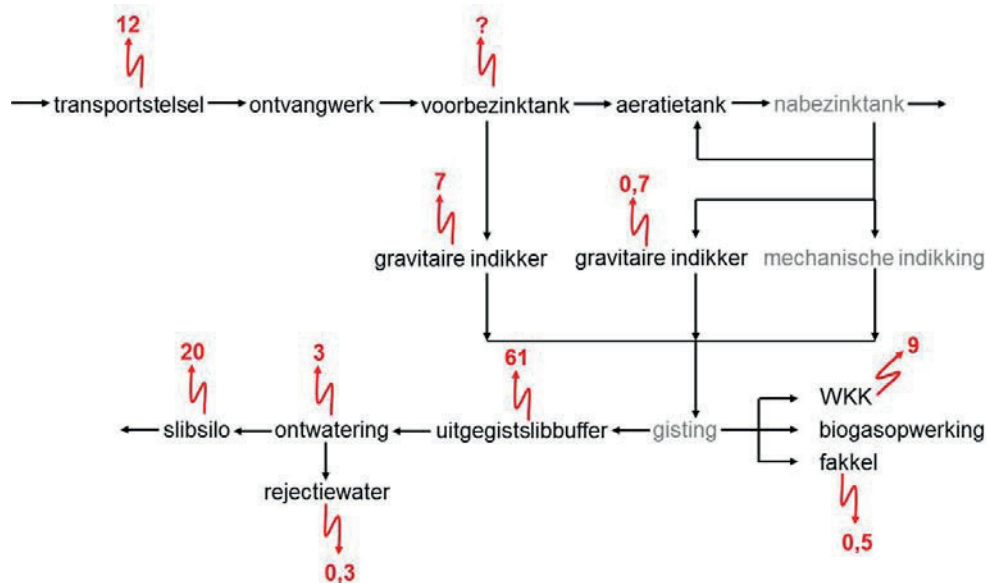 12
?
transportstelsel
ontvangwerk
voorbezinktank
aeratietank
nabezinktank
7
0,7
gravitaire indikker
gravitaire indikker
mechanische indikking
20
3
61
9
WKK
slibsilo
ontwatering
uitgegistslibbuffer
gisting
biogasopwerking
fakkel
rejectiewater
0,3
0,5